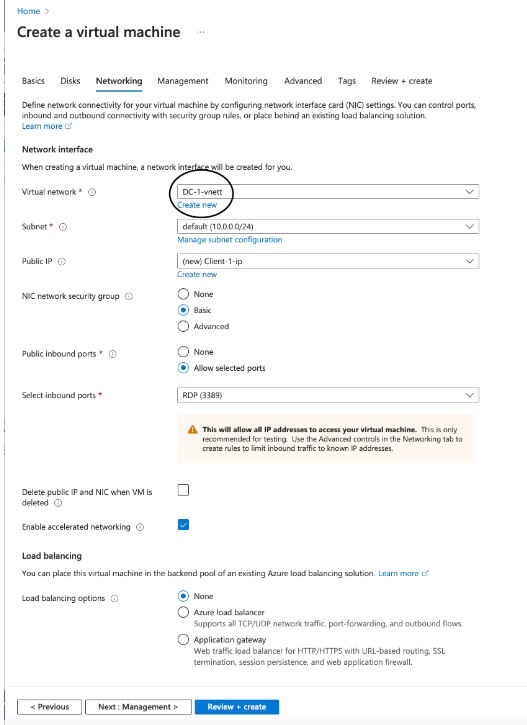 Home >
Create a virtual machine ...
Basics Disks Networking Management Monitoring Advanced Tags Review + create
Define network connectivity for your virtual machine by configuring network interface card (NIC) settings. You can control ports,
inbound and outbound connectivity with security group rules, or place behind an existing load balancing solution.
Learn more
Network interface
When creating a virtual machine, a network interface will be created for you.
Virtual network *
DC-1-vnett
Create new
Subnet *
default (10.0.0.0/24)
Manage subnet configuration
Public IP
(new) Client-1-ip
Create new
NIC network security group
None
Basic
Advanced
Public inbound ports *
None
Allow selected ports
Select inbound ports *
RDP (3389)
This will allow all IP addresses to access your virtual machine. This is only
recommended for testing. Use the Advanced controls in the Networking tab to
create rules to limit inbound traffic to known IP addresses.
Delete public IP and NIC when VM is
deleted
Enable accelerated networking
Load balancing
You can place this virtual machine in the backend pool of an existing Azure load balancing solution. Learn more
Load balancing options
None
Azure load balancer
Supports all TCP/UDP network traffic, port-forwarding, and outbound flows.
Application gateway
Web traffic load balancer for HTTP/HTTPS with URL-based routing, SSL
termination, session persistence, and web application firewall.
< Previous
Next : Management >
Review + create